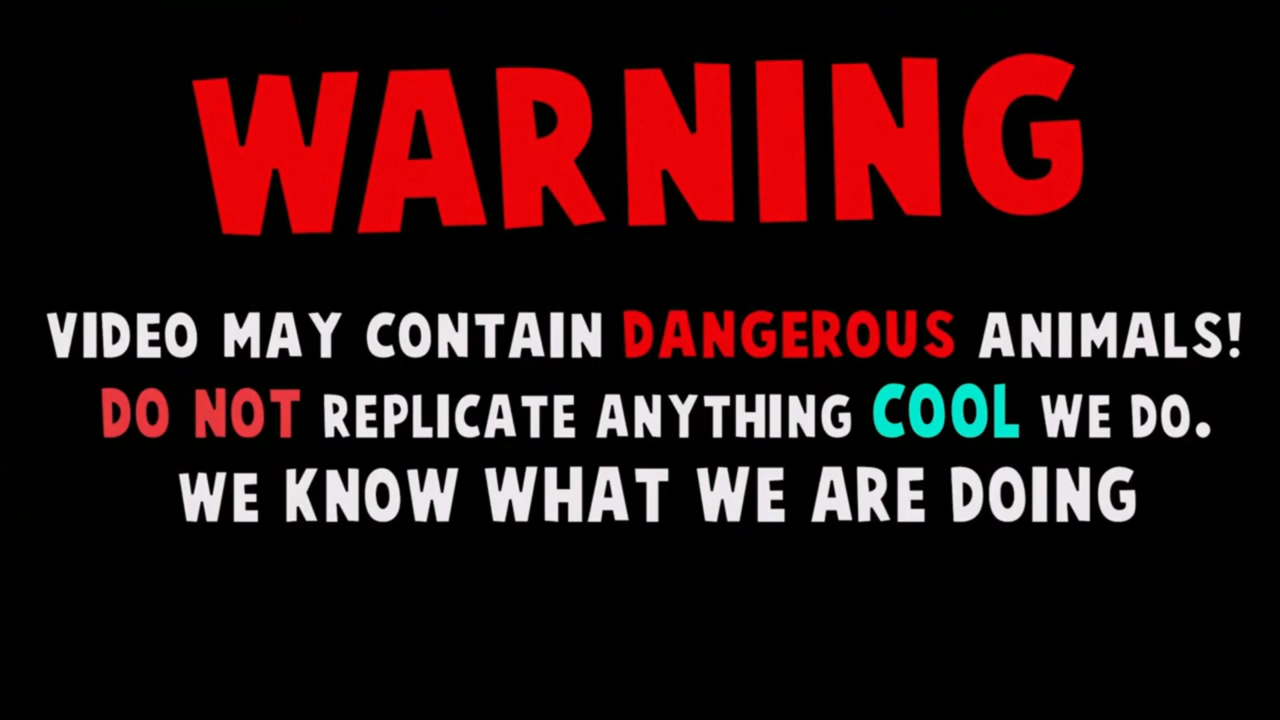 WARNING
VIDEO MAY CONTAIN DANGEROUS ANIMALS!
DO NOT REPLICATE ANYTHING COOL WE DO.
WE KNOW WHAT WE ARE DOING